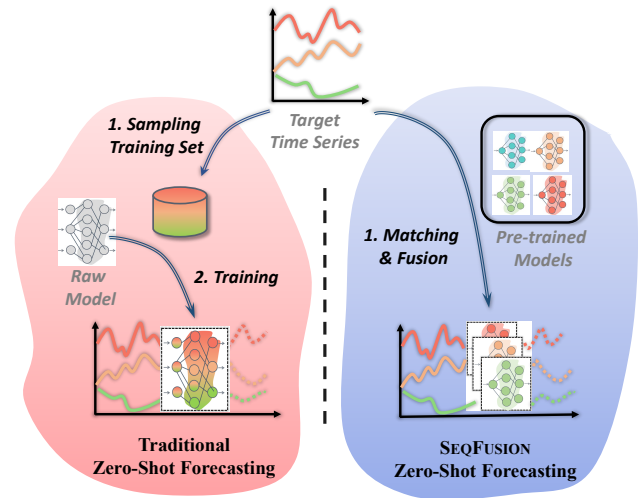 Target
Time Series
1. Sampling
Training Set
Raw
Model
2. Training
Traditional
Zero-Shot Forecasting
Pre-trained
Models
1. Matching
& Fusion
SEQFUSION
Zero-Shot Forecasting